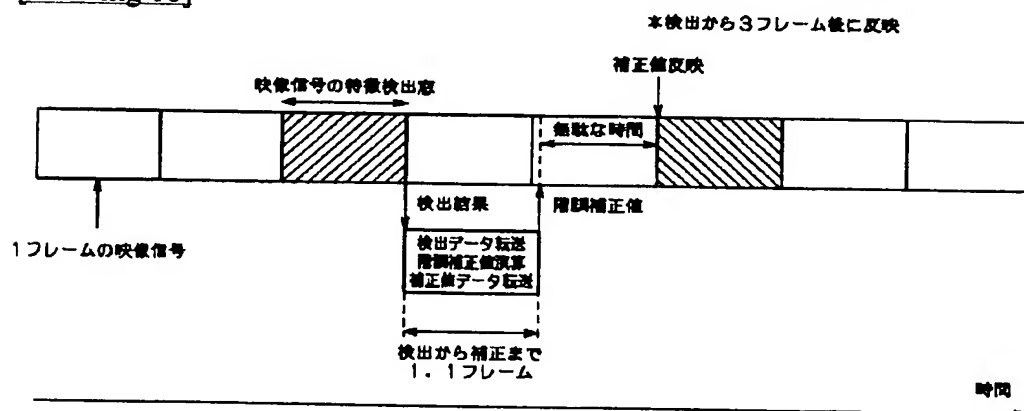 本検出から3フレーム後に反映
補正値反映
映像信号の特徴検出窓
無駄な時間
検出結果
階調補正値
1フレームの映像信号
検出データ転送
階調補正値演算
補正値データ転送
検出から補正まで
1.1フレーム
時間